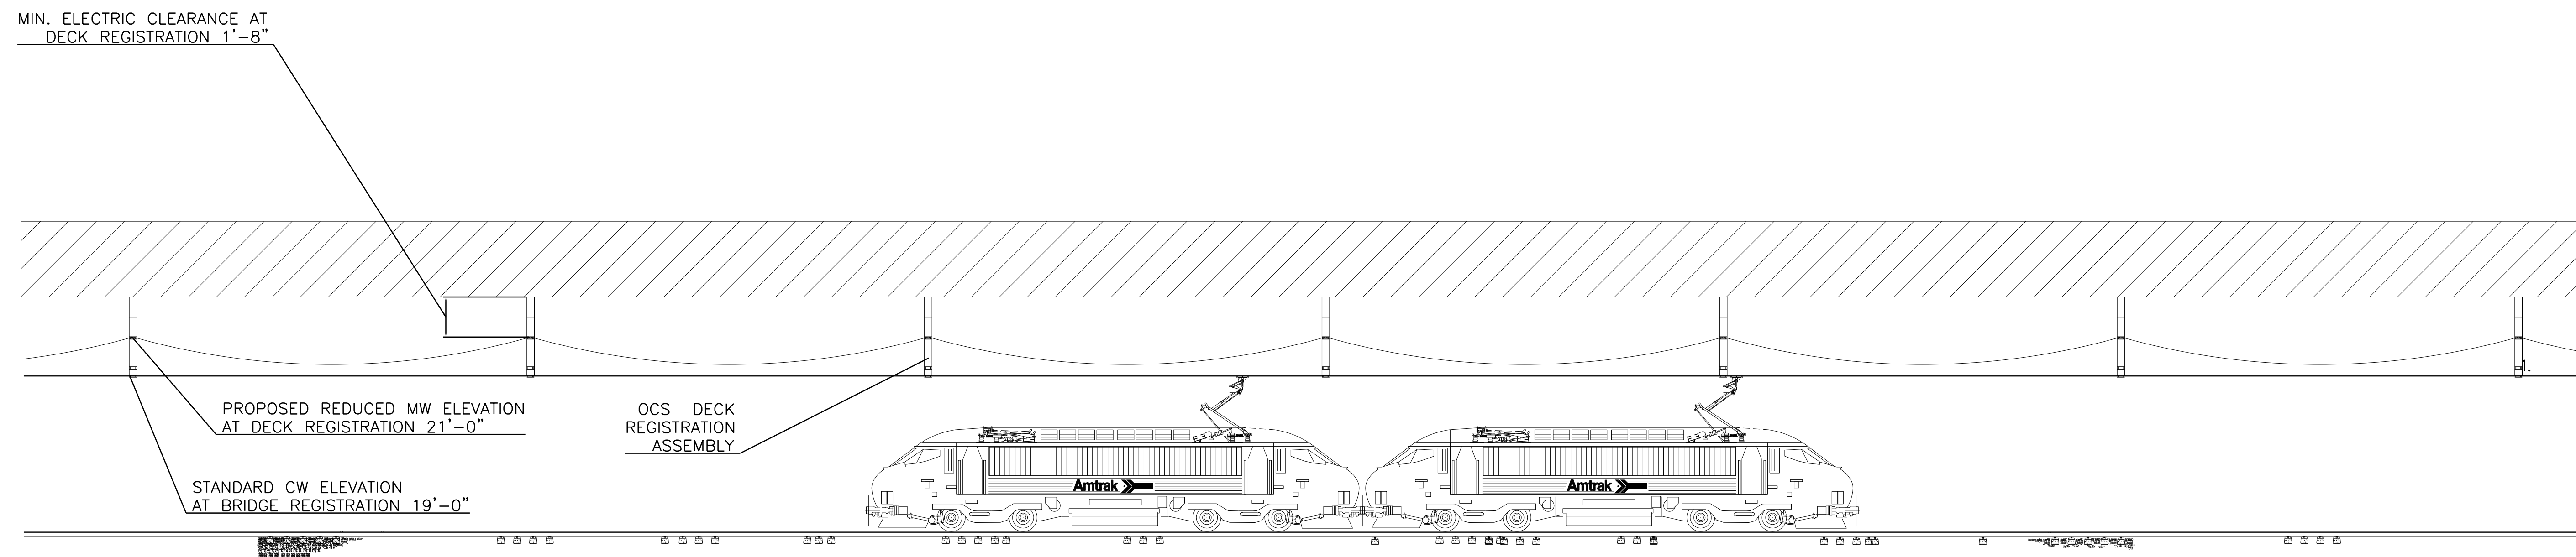 MIN. ELECTRIC CLEARANCE AT
DECK REGISTRATION 1'-8"
1.
PROPOSED REDUCED MW ELEVATION
AT DECK REGISTRATION 21'-0"
OCS DECK
REGISTRATION
ASSEMBLY
STANDARD CW ELEVATION
AT BRIDGE REGISTRATION 19'-0"
Amtrak
Amtrak